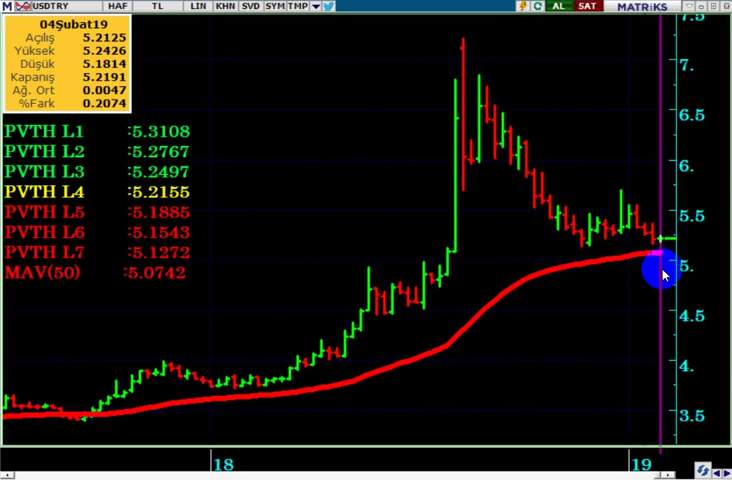 M USDTRY HAF TL LIN KHN SVD SYM TMP AL SAT MATRiKS
04Şubat19
Açılış 5.2125
Yüksek 5.2426
Düşük 5.1814
Kapanış 5.2191
Ağ. Ort 0.0047
%Fark 0.2074
PVTH L1 :5.3108
PVTH L2 :5.2767
PVTH L3 :5.2497
PVTH L4 :5.2155
PVTH L5 :5.1885
PVTH L6 :5.1543
PVTH L7 :5.1272
MAV(50) :5.0742
7.5
7.
6.5
6.
5.5
5.
4.5
4.
3.5
18 19